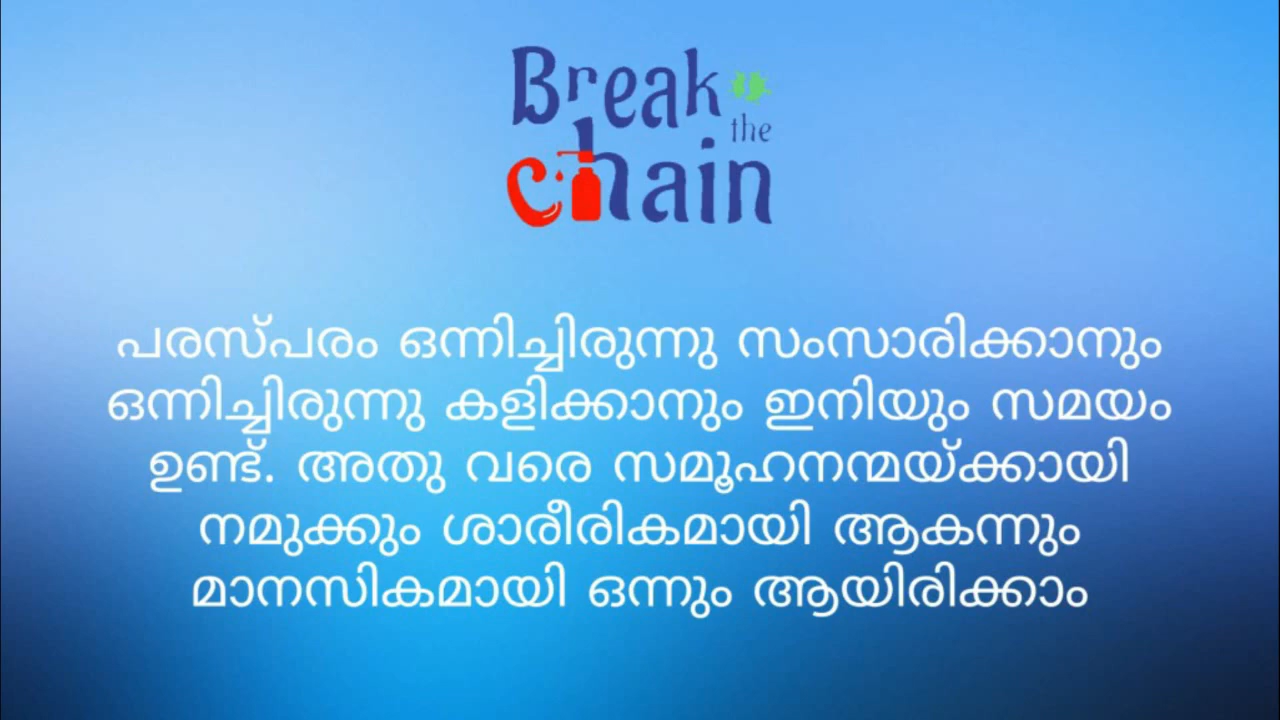 Break
the
chain
പരസ്പരം ഒന്നിച്ചിരുന്നു സംസാരിക്കാനും
ഒന്നിച്ചിരുന്നു കളിക്കാനും ഇനിയും സമയം
ഉണ്ട്. അതു വരെ സമൂഹനന്മയ്ക്കായി
നമുക്കും ശാരീരികമായി ആകന്നും
മാനസികമായി ഒന്നും ആയിരിക്കാം